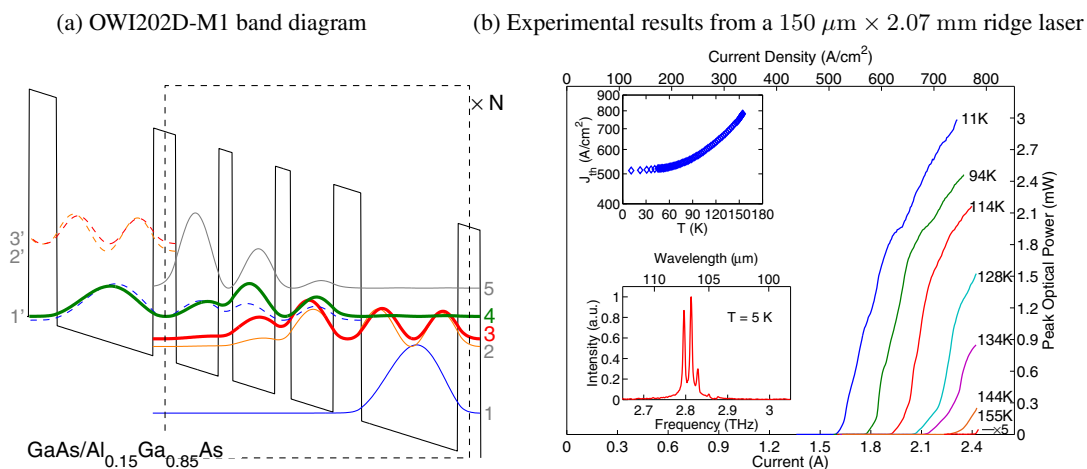 (a) OWI202D-M1 band diagram
× N
3'
2'
1'
5
4
3
2
1
GaAs/Al0.15Ga0.85As
(b) Experimental results from a 150 μm × 2.07 mm ridge laser
Current Density (A/cm²)
0 100 200 300 400 500 600 700 800
900
800
700
600
500
400
Jth (A/cm²)
0 30 60 90 120 150 180
T (K)
Wavelength (μm)
110 105 100
1
0.8
0.6
0.4
0.2
0
Intensity (a.u.)
T = 5 K
2.7 2.8 2.9 3
Frequency (THz)
11K
94K
114K
128K
134K
144K
155K
×5
3
2.7
2.4
2.1
1.8
1.5
1.2
0.9
0.6
0.3
0
Peak Optical Power (mW)
0 0.3 0.6 0.9 1.2 1.5 1.8 2.1 2.4
Current (A)